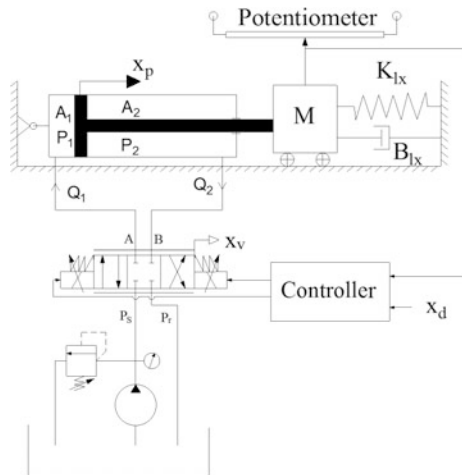 Potentiometer
x_p
K_lx
A_1
A_2
M
P_1
P_2
B_lx
Q_1
Q_2
A
B
x_v
Controller
P_s
P_r
x_d